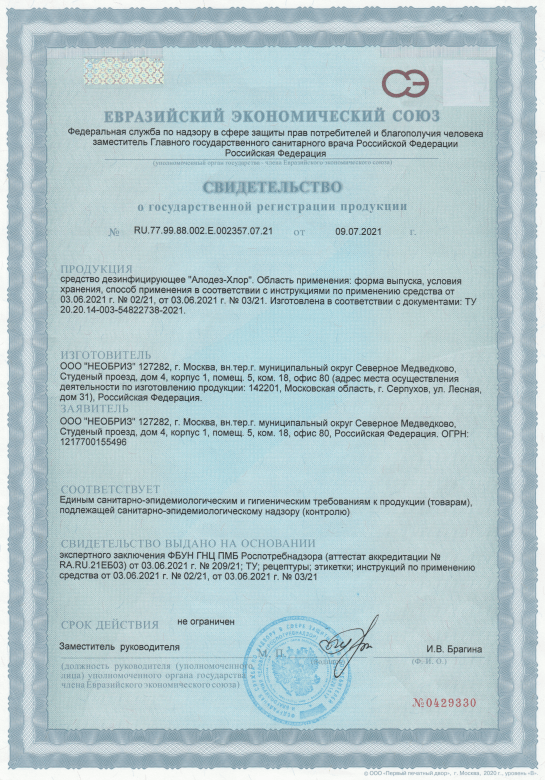 СЭ
ЕВРАЗИЙСКИЙ ЭКОНОМИЧЕСКИЙ СОЮЗ
Федеральная служба по надзору в сфере защиты прав потребителей и благополучия человека
заместитель Главного государственного санитарного врача Российской Федерации
Российская Федерация
(уполномоченный орган государства - члена Евразийского экономического союза)
СВИДЕТЕЛЬСТВО
о государственной регистрации продукции
№ RU.77.99.88.002.E.002357.07.21 от 09.07.2021 г.
ПРОДУКЦИЯ
средство дезинфицирующее "Алодез-Хлор". Область применения: форма выпуска, условия
хранения, способ применения в соответствии с инструкциями по применению средства от
03.06.2021 г. № 02/21, от 03.06.2021 г. № 03/21. Изготовлена в соответствии с документами: ТУ
20.20.14-003-54822738-2021.
ИЗГОТОВИТЕЛЬ
ООО "НЕОБРИЗ" 127282, г. Москва, вн.тер.г. муниципальный округ Северное Медведково,
Студеный проезд, дом 4, корпус 1, помещ. 5, ком. 18, офис 80 (адрес места осуществления
деятельности по изготовлению продукции: 142201, Московская область, г. Серпухов, ул. Лесная,
дом 31), Российская Федерация.
ЗАЯВИТЕЛЬ
ООО "НЕОБРИЗ" 127282, г. Москва, вн.тер.г. муниципальный округ Северное Медведково,
Студеный проезд, дом 4, корпус 1, помещ. 5, ком. 18, офис 80, Российская Федерация. ОГРН:
1217700155496
СООТВЕТСТВУЕТ
Единым санитарно-эпидемиологическим и гигиеническим требованиям к продукции (товарам),
подлежащей санитарно-эпидемиологическому надзору (контролю)
СВИДЕТЕЛЬСТВО ВЫДАНО НА ОСНОВАНИИ
экспертного заключения ФБУН ГНЦ ПМБ Роспотребнадзора (аттестат аккредитации №
RA.RU.21ЕБ03) от 03.06.2021 г. № 209/21; ТУ; рецептуры; этикетки; инструкций по применению
средства от 03.06.2021 г. № 02/21, от 03.06.2021 г. № 03/21
СРОК ДЕЙСТВИЯ не ограничен
Заместитель руководителя М. П. И.В. Брагина
(должность руководителя (уполномоченного (подпись) (Ф. И. О.)
лица) уполномоченного органа государства -
члена Евразийского экономического союза)
№0429330
© ООО «Первый печатный двор», г. Москва, 2020 г., уровень «В»